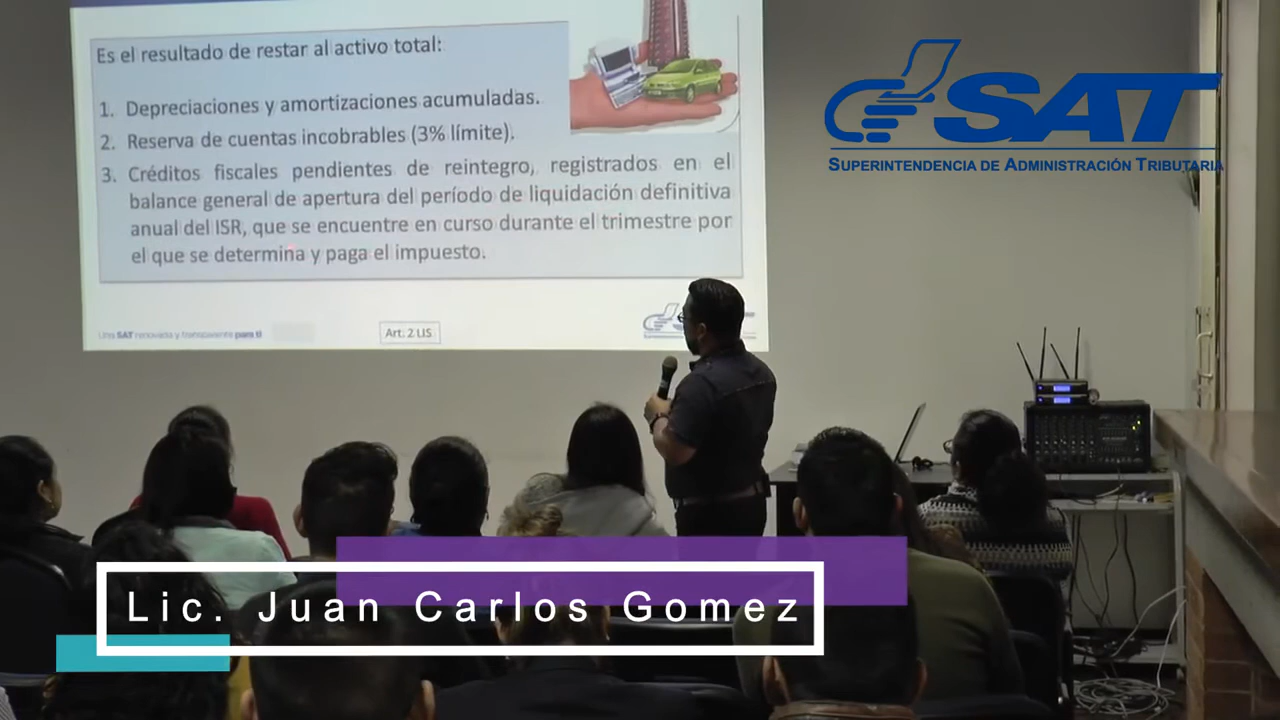 Es el resultado de restar al activo total:
1. Depreciaciones y amortizaciones acumuladas.
2. Reserva de cuentas incobrables (3% límite).
3. Créditos fiscales pendientes de reintegro, registrados en el
balance general de apertura del período de liquidación definitiva
anual del ISR, que se encuentre en curso durante el trimestre por
el que se determina y paga el impuesto.
Una SAT renovada y transparente para ti
Art. 2 LIS
SAT
SUPERINTENDENCIA DE ADMINISTRACIÓN TRIBUTARIA
Lic. Juan Carlos Gomez